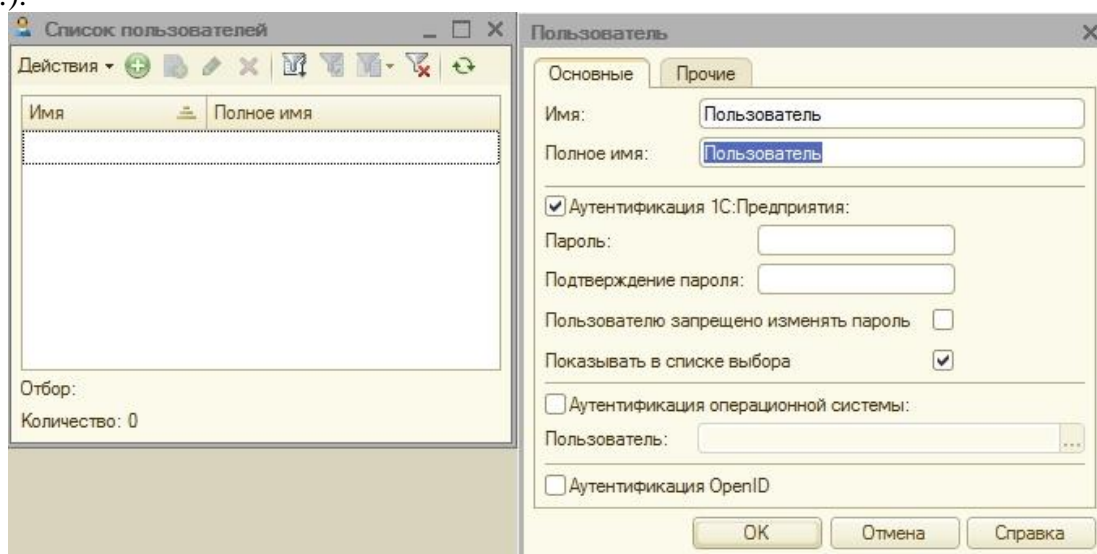 .).
Список пользователей
Действия
Имя Полное имя
Отбор:
Количество: 0
Пользователь
Основные Прочие
Имя: Пользователь
Полное имя: Пользователь
Аутентификация 1С:Предприятия:
Пароль:
Подтверждение пароля:
Пользователю запрещено изменять пароль
Показывать в списке выбора
Аутентификация операционной системы:
Пользователь: ...
Аутентификация OpenID
OK Отмена Справка